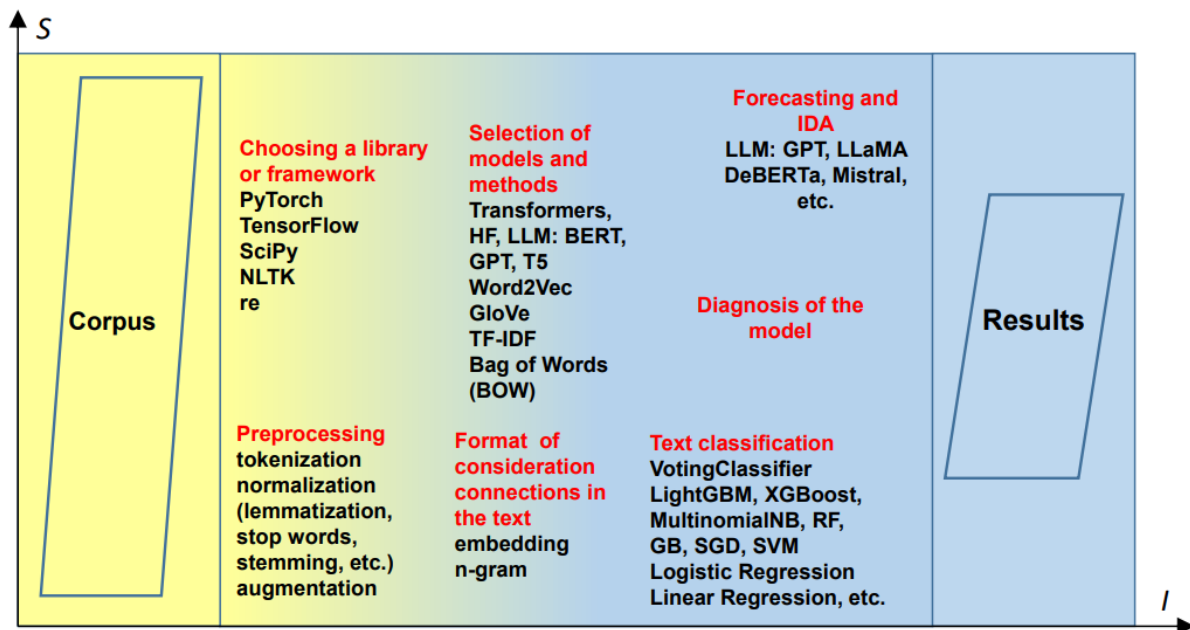 S
Corpus
Choosing a library
or framework
PyTorch
TensorFlow
SciPy
NLTK
re
Preprocessing
tokenization
normalization
(lemmatization,
stop words,
stemming, etc.)
augmentation
Selection of
models and
methods
Transformers,
HF, LLM: BERT,
GPT, T5
Word2Vec
GloVe
TF-IDF
Bag of Words
(BOW)
Format of
consideration
connections in
the text
embedding
n-gram
Forecasting and
IDA
LLM: GPT, LLaMA
DeBERTa, Mistral,
etc.
Diagnosis of the
model
Text classification
VotingClassifier
LightGBM, XGBoost,
MultinomialNB, RF,
GB, SGD, SVM
Logistic Regression
Linear Regression, etc.
Results
I